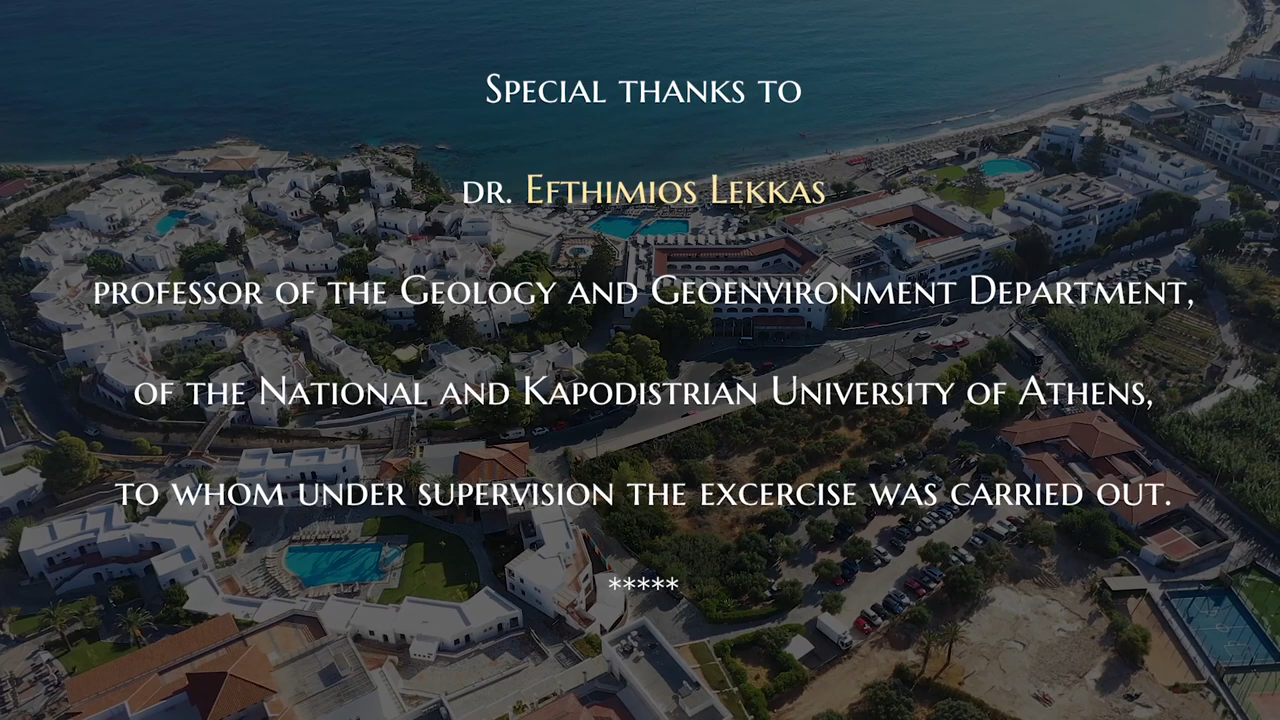 Special thanks to
dr. Efthimios Lekkas
professor of the Geology and Geoenvironment Department,
of the National and Kapodistrian University of Athens,
to whom under supervision the excercise was carried out.
*****